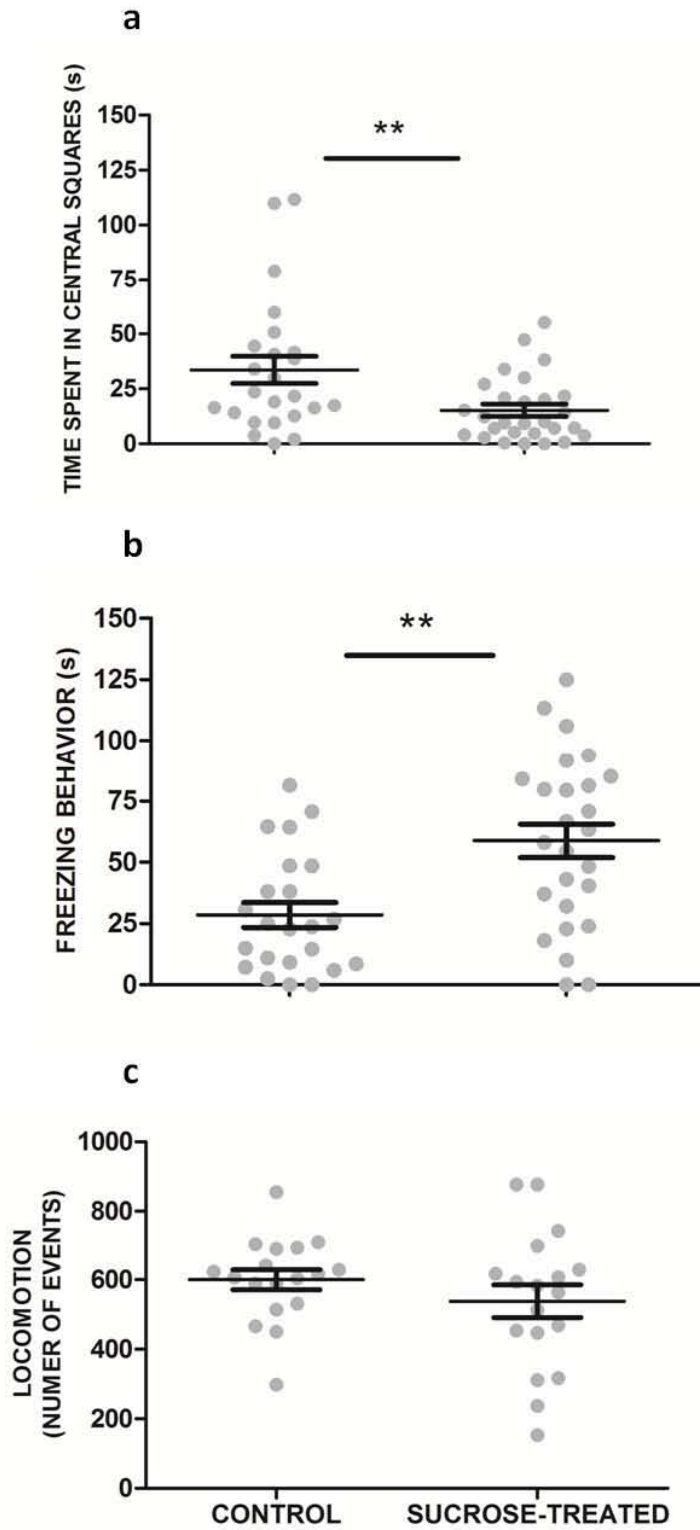 a
TIME SPENT IN CENTRAL SQUARES (s)
150
125
100
75
50
25
0
**
b
FREEZING BEHAVIOR (s)
150
125
100
75
50
25
0
**
c
LOCOMOTION
(NUMER OF EVENTS)
1000
800
600
400
200
0
CONTROL SUCROSE-TREATED